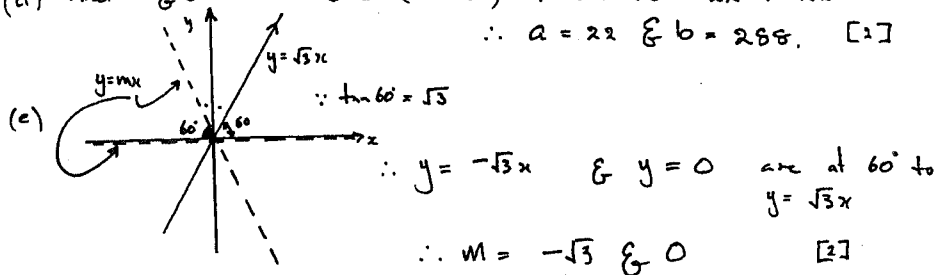 ∴ a = 22 & b = 288. [2]
y
y = √3x
y=mx
∵ tan 60° = √3
(e)
60° 60
x
∴ y = -√3x & y = 0 are at 60° to
y = √3x
∴ m = -√3 & 0 [2]